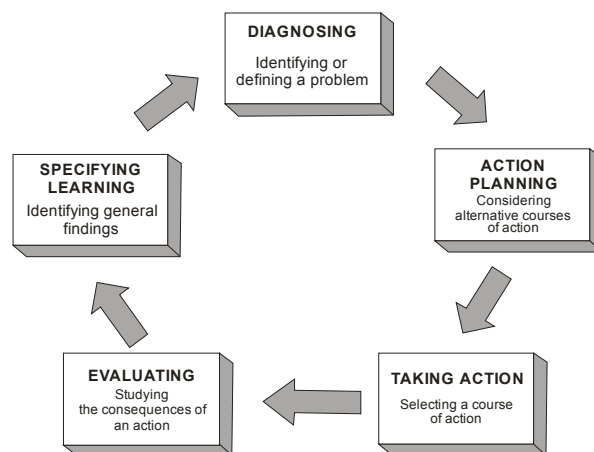 DIAGNOSING
Identifying or
defining a problem
ACTION
PLANNING
Considering
alternative courses
of action
TAKING ACTION
Selecting a course
of action
EVALUATING
Studying
the consequences of
an action
SPECIFYING
LEARNING
Identifying general
findings